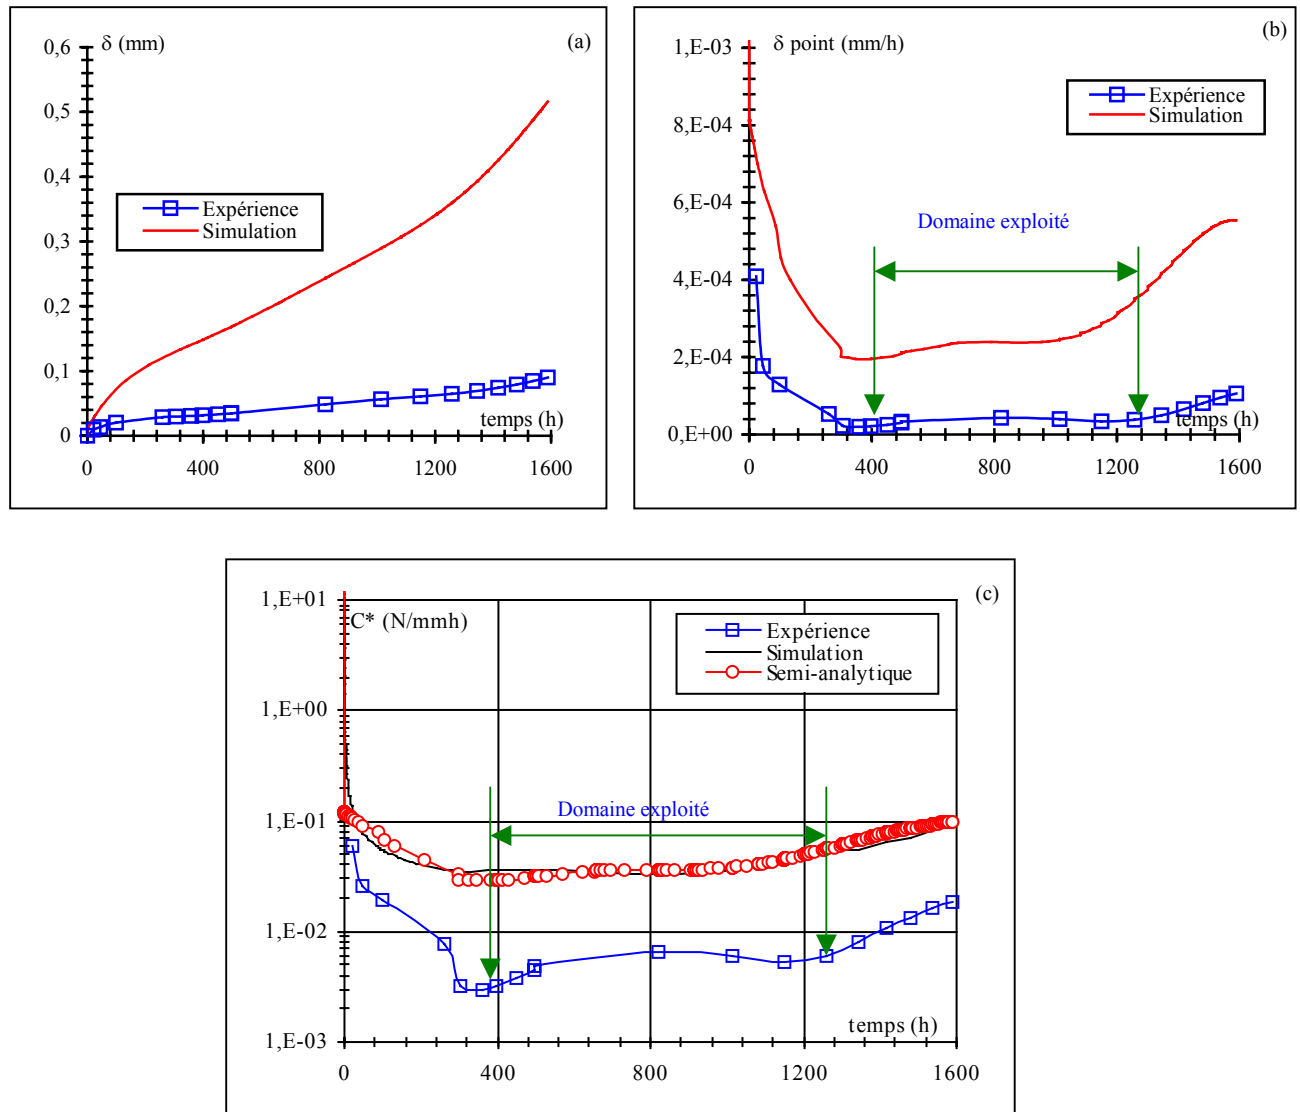 δ (mm)
(a)
0,6
0,5
0,4
0,3
0,2
0,1
0
Expérience
Simulation
temps (h)
0
400
800
1200
1600
δ point (mm/h)
(b)
1,E-03
8,E-04
6,E-04
4,E-04
2,E-04
0,E+00
Expérience
Simulation
Domaine exploité
temps (h)
0
400
800
1200
1600
(c)
C* (N/mmh)
1,E+01
1,E+00
1,E-01
1,E-02
1,E-03
Expérience
Simulation
Semi-analytique
Domaine exploité
temps (h)
0
400
800
1200
1600